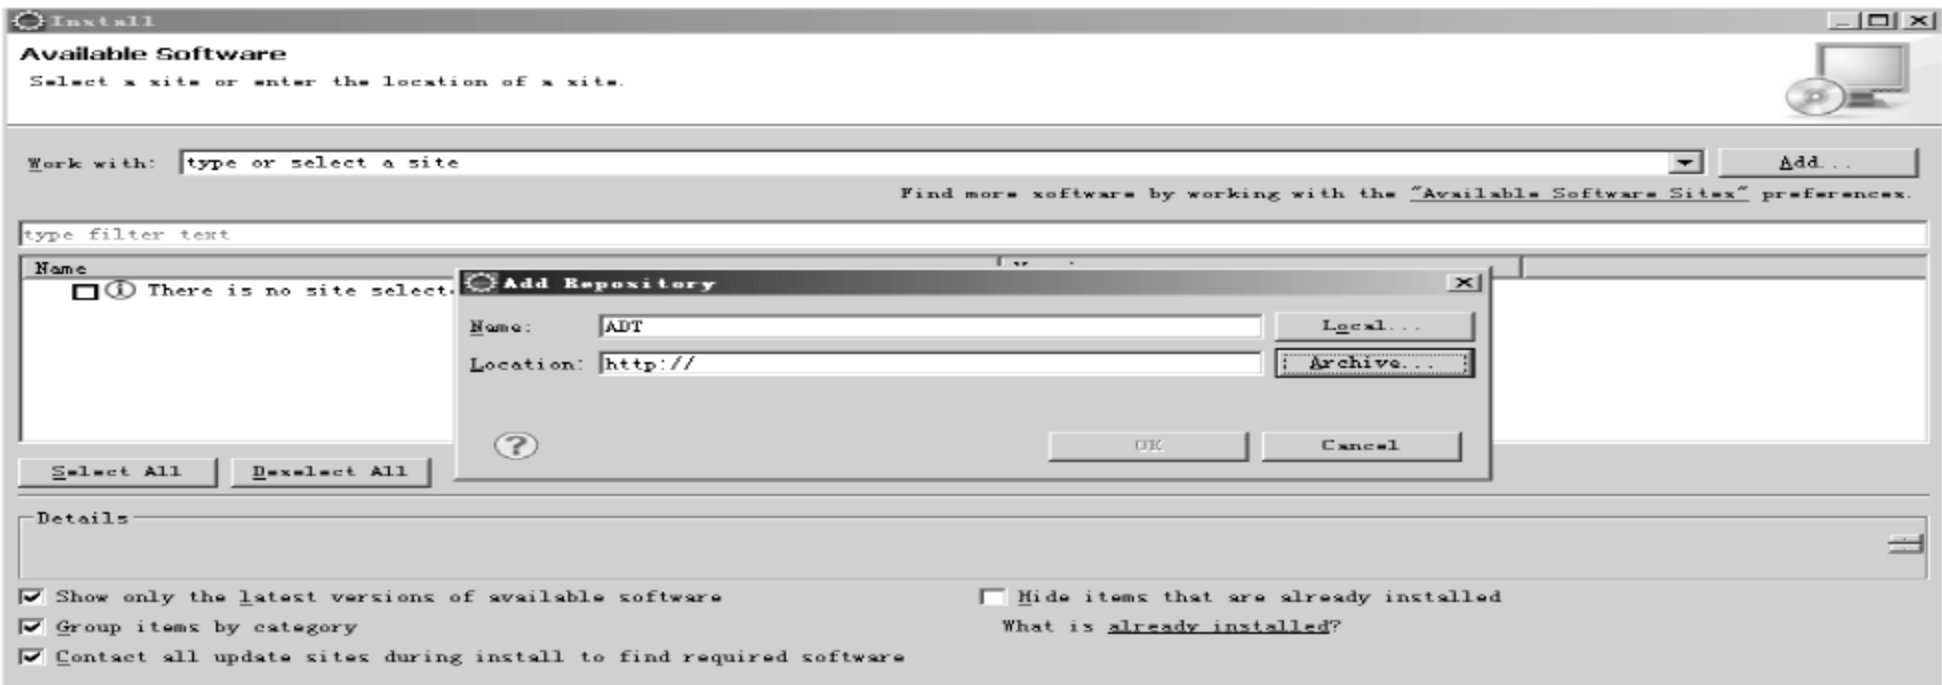 Install
Available Software
Select a site or enter the location of a site.
Work with: type or select a site Add...
Find more software by working with the "Available Software Sites" preferences.
type filter text
Name
There is no site select
Add Repository
Name: ADT Local...
Location: http:// Archive...
OK Cancel
Select All Deselect All
Details
Show only the latest versions of available software Hide items that are already installed
Group items by category What is already installed?
Contact all update sites during install to find required software